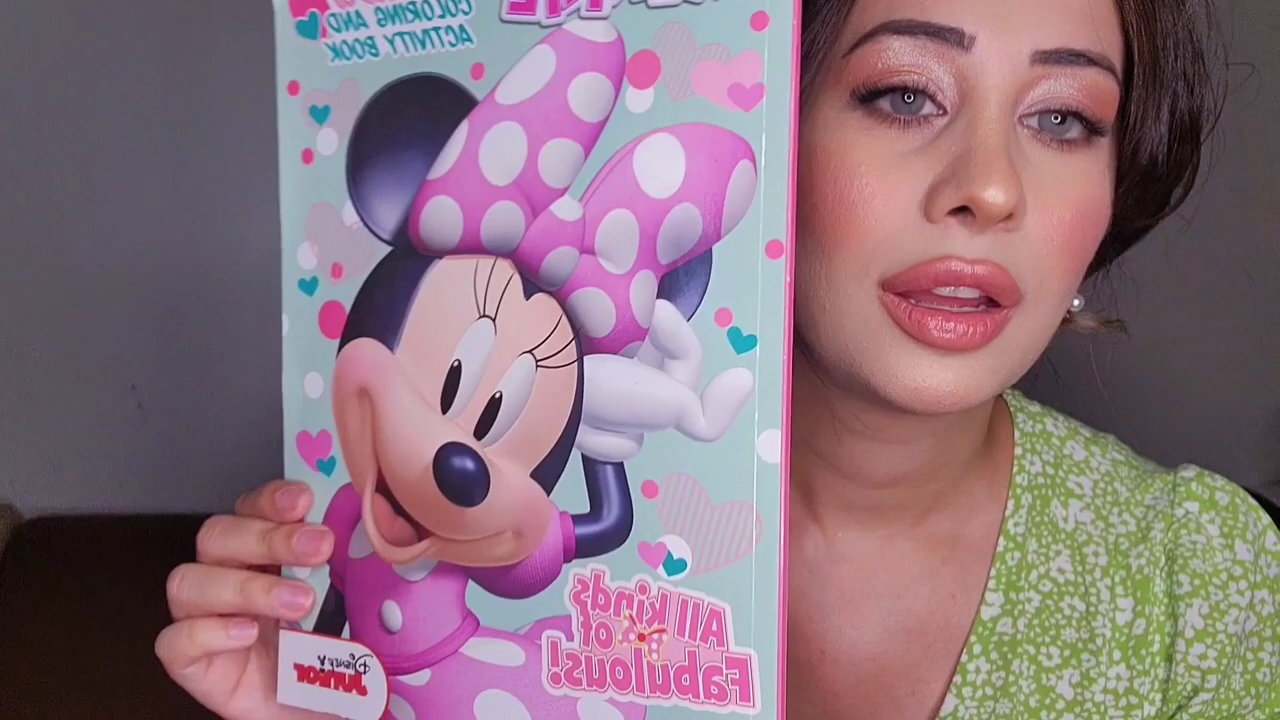 COLORING AND
ACTIVITY BOOK
All kinds
of
Fabulous!
Disney
JUNIOR